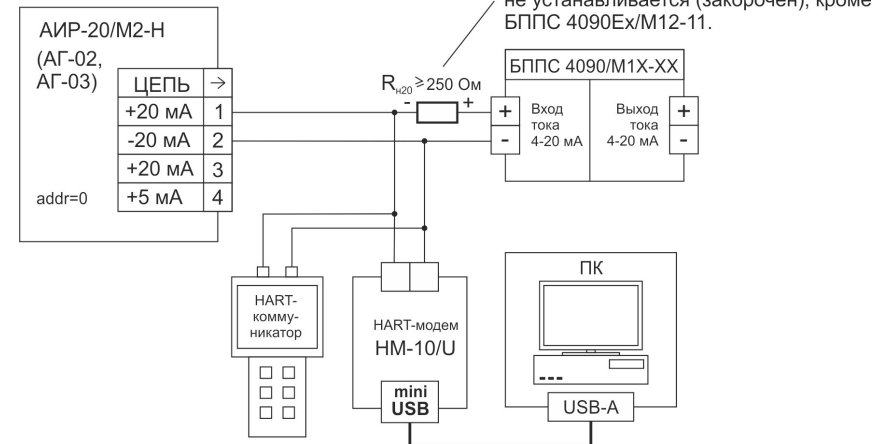 не устанавливается (закорочен), кроме
БППС 4090Ex/M12-11.
АИР-20/М2-Н
(АГ-02,
АГ-03)
ЦЕПЬ →
+20 мА 1
-20 мА 2
+20 мА 3
+5 мА 4
addr=0
Rн20 ≥250 Ом
- +
БППС 4090/М1Х-ХХ
+ Вход
тока
- 4-20 мА
Выход +
тока
4-20 мА -
HART-
комму-
никатор
HART-модем
HM-10/U
mini
USB
ПК
USB-A